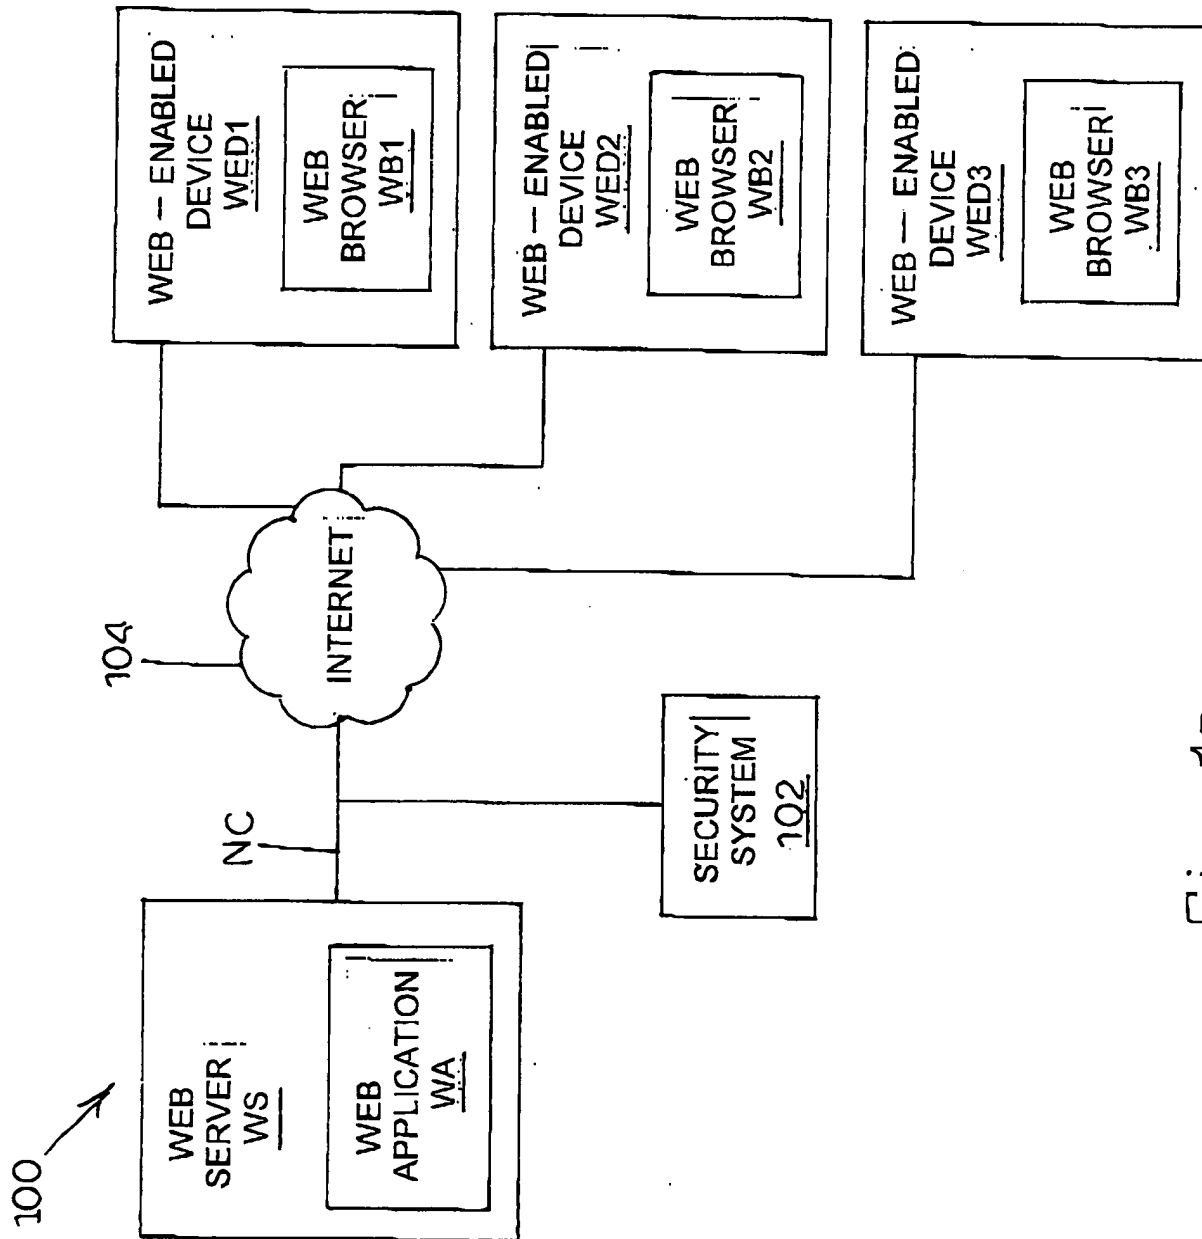 100
WEB
SERVER
WS
WEB
APPLICATION
WA
NC
104
INTERNET
SECURITY
SYSTEM
102
WEB — ENABLED
DEVICE
WED1
WEB
BROWSER
WB1
WEB — ENABLED
DEVICE
WED2
WEB
BROWSER
WB2
WEB — ENABLED
DEVICE
WED3
WEB
BROWSER
WB3